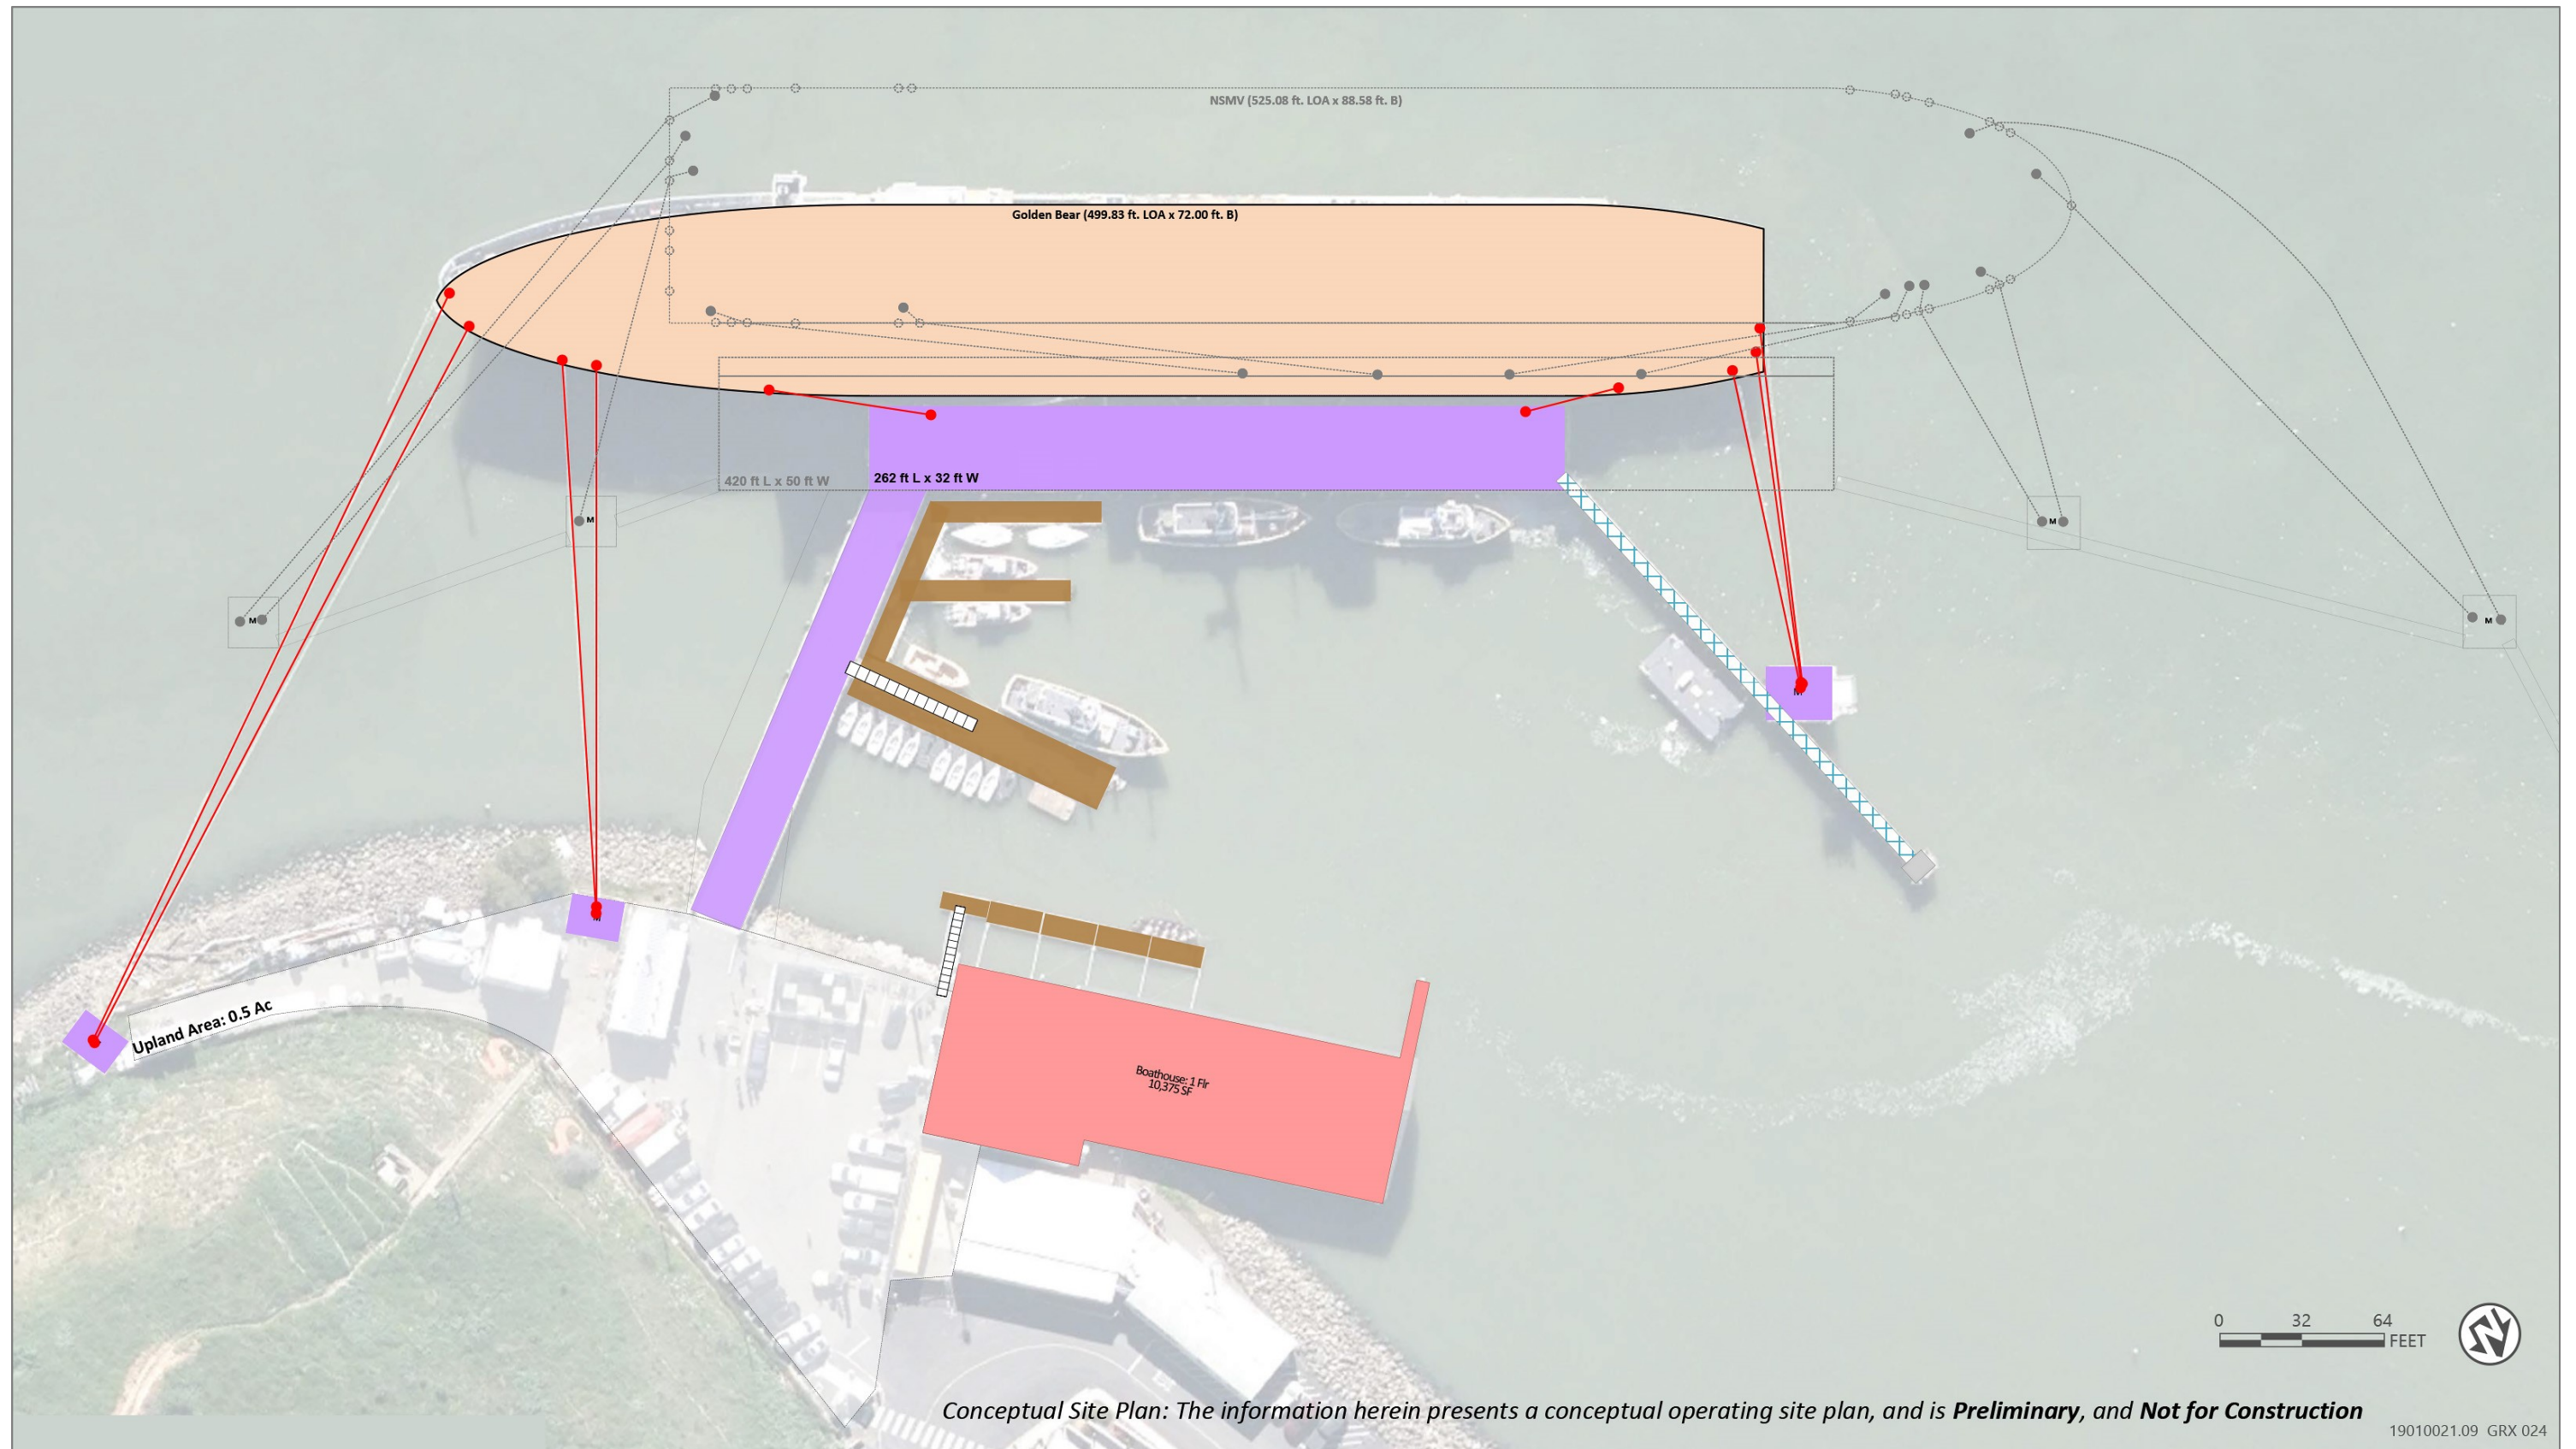 NSMV (525.08 ft. LOA x 88.58 ft. B)
Golden Bear (499.83 ft. LOA x 72.00 ft. B)
420 ft L x 50 ft W
262 ft L x 32 ft W
M
M
M
M
M
M
Upland Area: 0.5 Ac
Boathouse: 1 Flr
10,375 SF
0 32 64
FEET
N
Conceptual Site Plan: The information herein presents a conceptual operating site plan, and is Preliminary, and Not for Construction
19010021.09 GRX 024